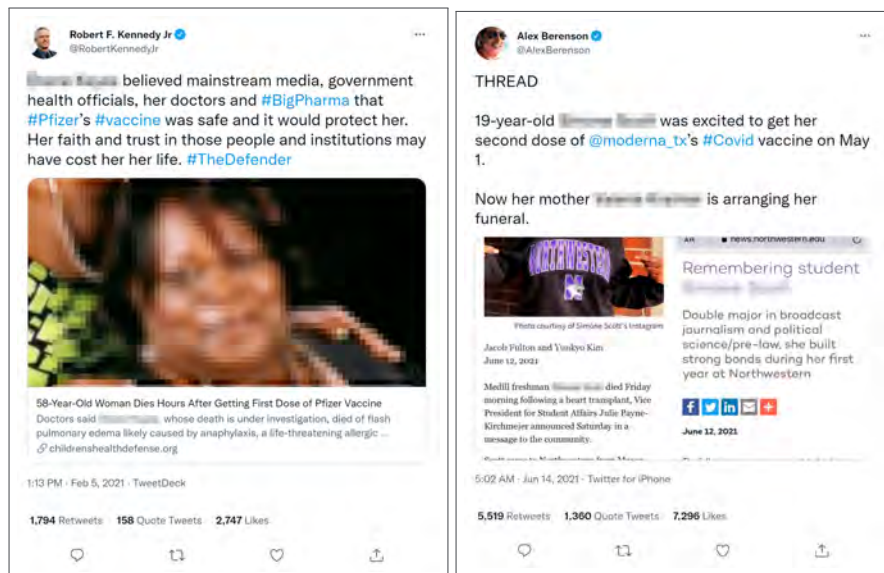 Robert F. Kennedy Jr
@RobertKennedyJr
believed mainstream media, government
health officials, her doctors and #BigPharma that
#Pfizer's #vaccine was safe and it would protect her.
Her faith and trust in those people and institutions may
have cost her her life. #TheDefender
58-Year-Old Woman Dies Hours After Getting First Dose of Pfizer Vaccine
Doctors said whose death is under investigation, died of flash
pulmonary edema likely caused by anaphylaxis, a life-threatening allergic ...
childrenshealthdefense.org
1:13 PM · Feb 5, 2021 · TweetDeck
1,794 Retweets 158 Quote Tweets 2,747 Likes
Alex Berenson
@AlexBerenson
THREAD
19-year-old was excited to get her
second dose of @moderna_tx's #Covid vaccine on May
1.
Now her mother is arranging her
funeral.
NORTHWESTERN
N
Photo courtesy of Simone Scott's Instagram
Jacob Fulton and Yunkyo Kim
June 12, 2021
Medill freshman died Friday
morning following a heart transplant, Vice
President for Student Affairs Julie Payne-
Kirchmeier announced Saturday in a
message to the community.
news.northwestern.edu
Remembering student
Double major in broadcast
journalism and political
science/pre-law, she built
strong bonds during her first
year at Northwestern
June 12, 2021
5:02 AM · Jun 14, 2021 · Twitter for iPhone
5,519 Retweets 1,360 Quote Tweets 7,296 Likes